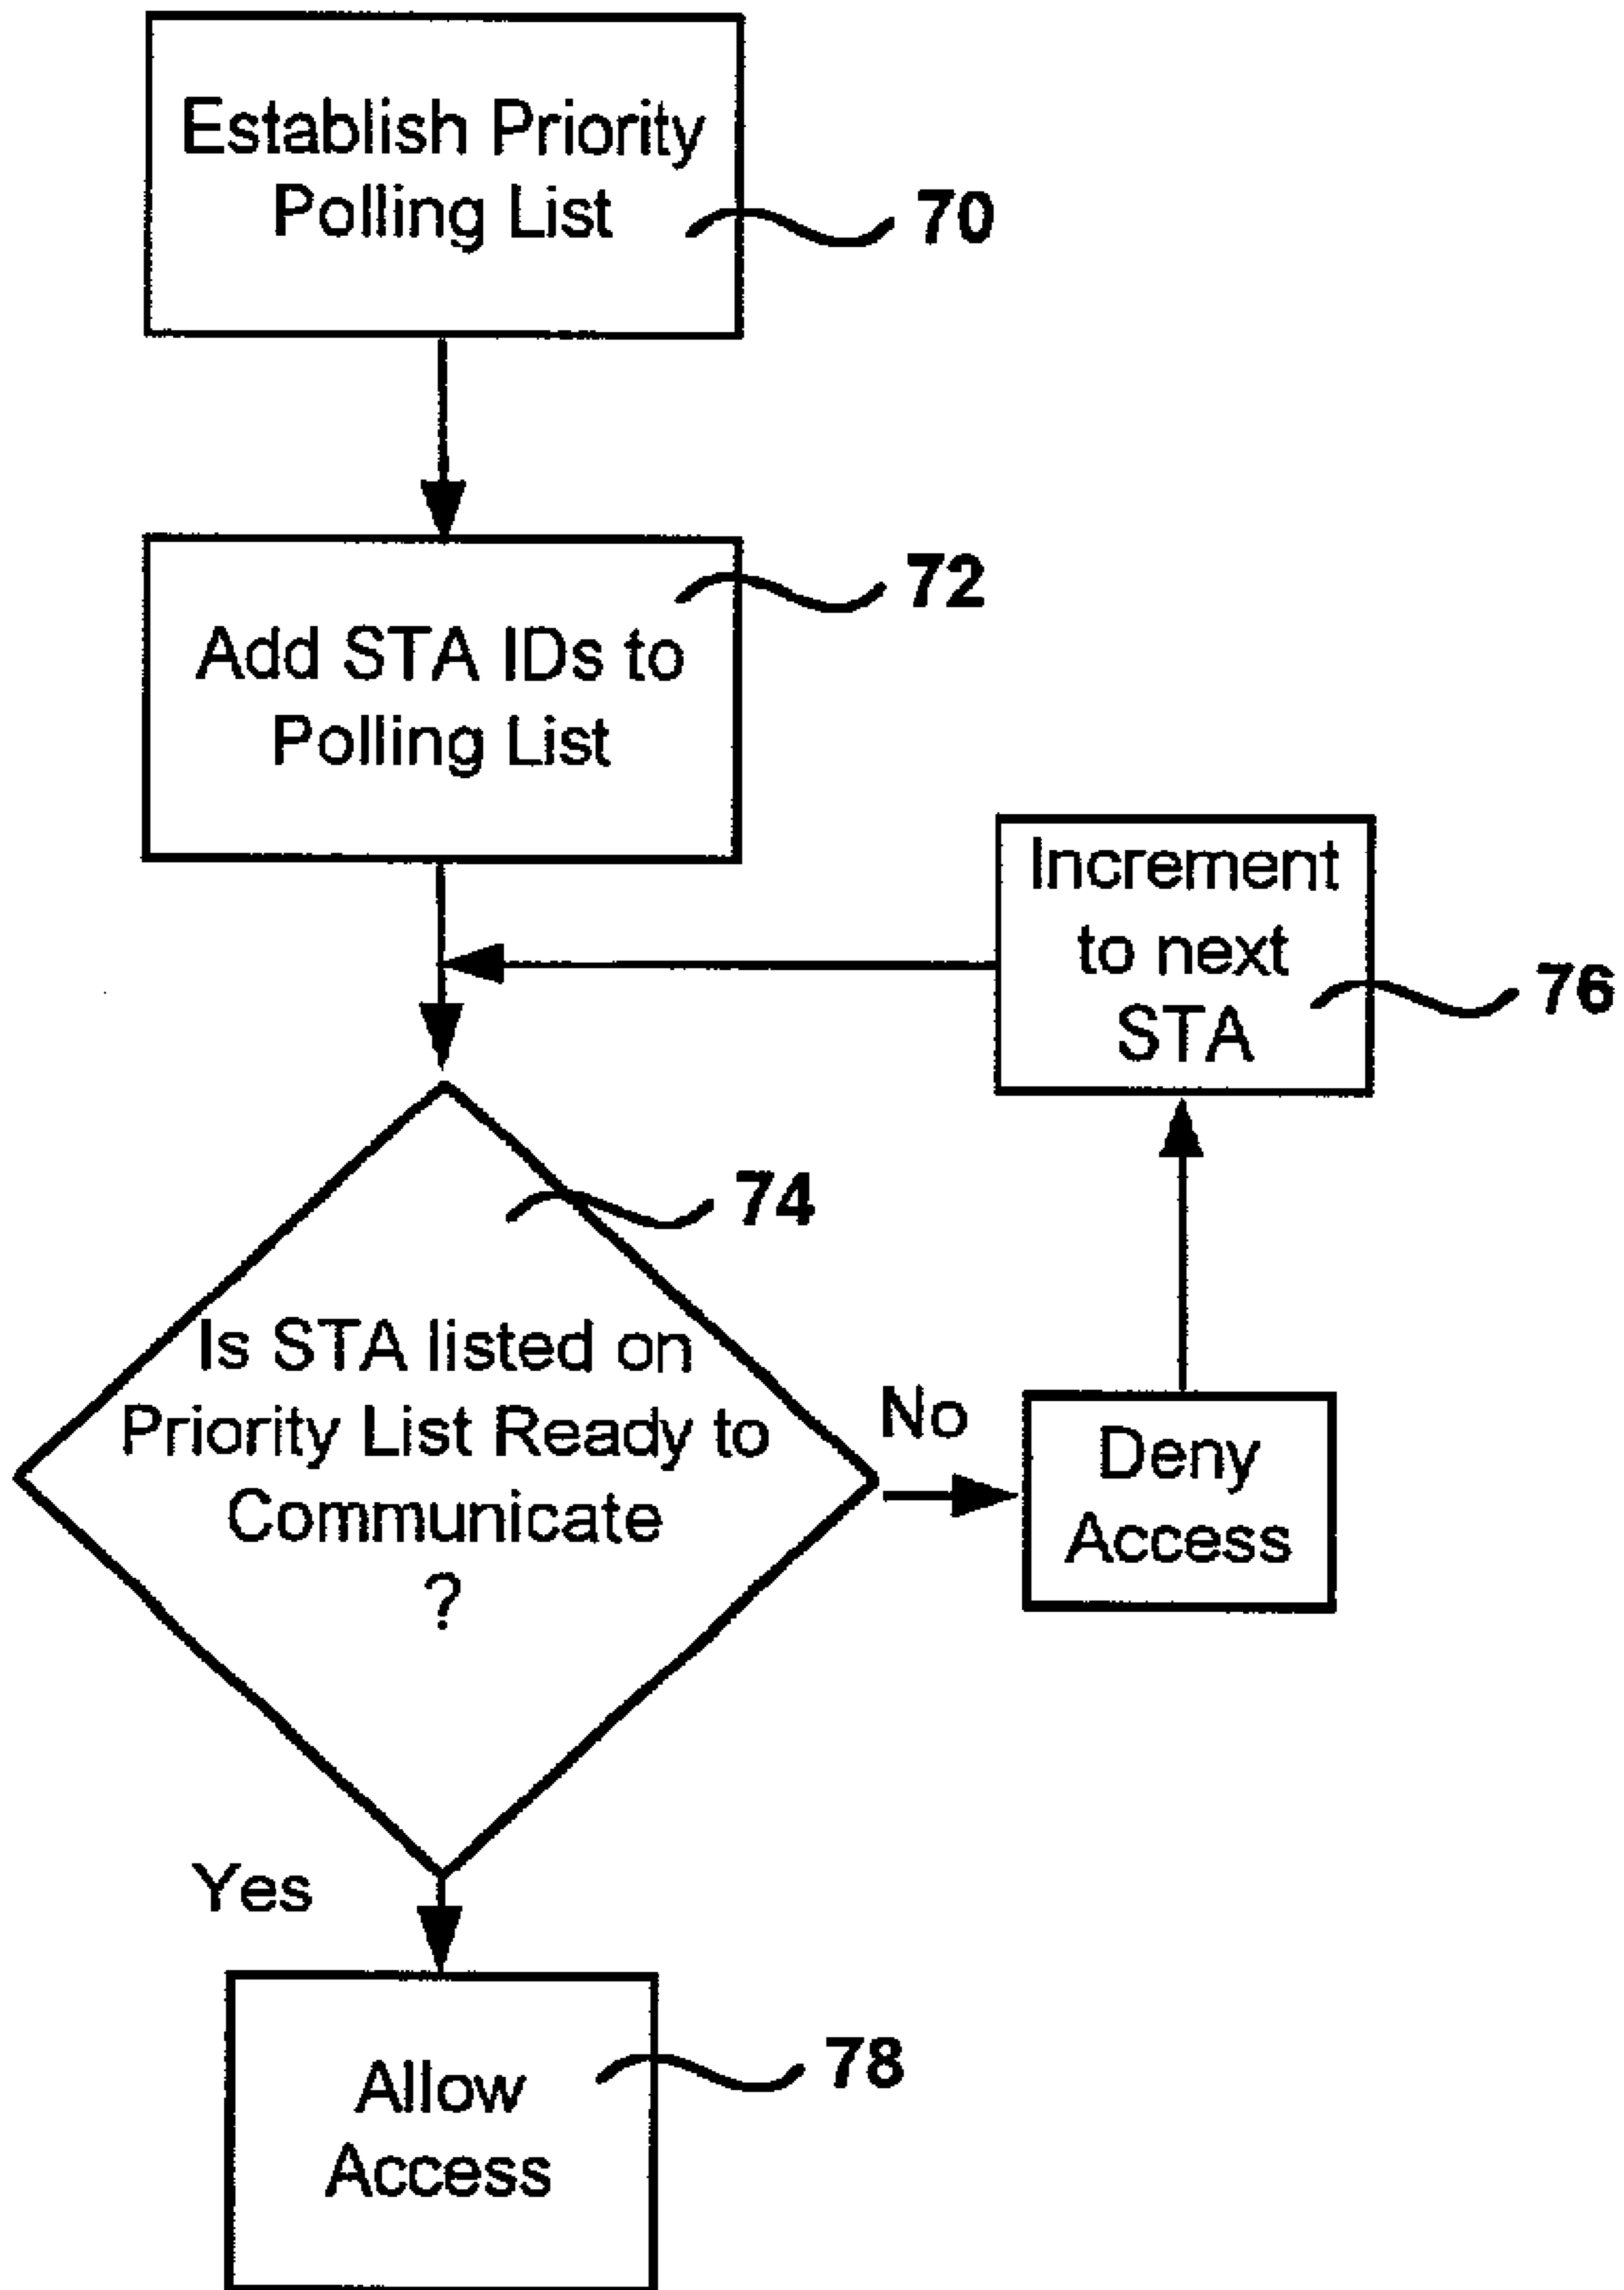 Establish Priority
Polling List
70
72
Add STA IDs to
Polling List
Increment
to next
STA
76
74
Is STA listed on
Priority List Ready to
Communicate
?
No
Deny
Access
Yes
78
Allow
Access